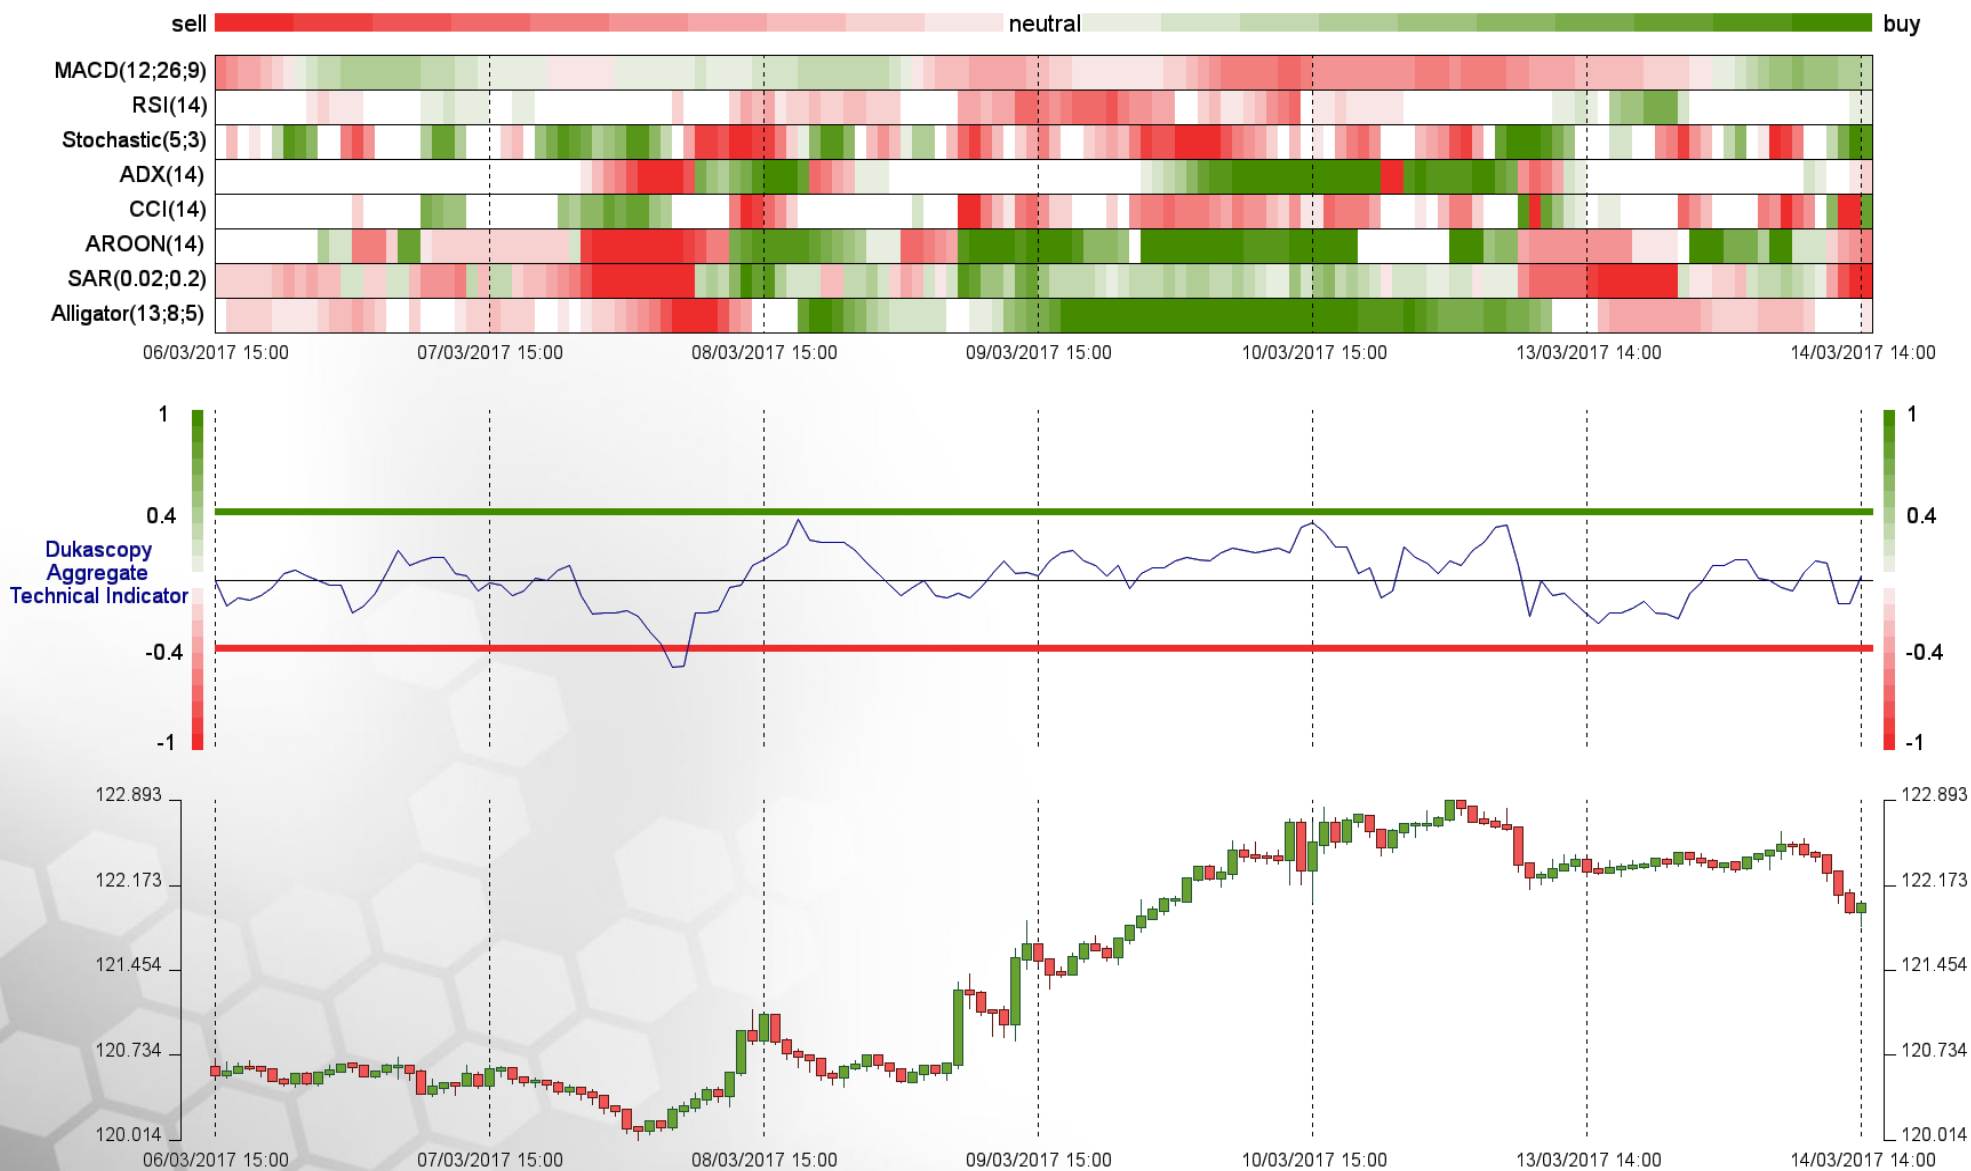 sell neutral buy
MACD(12;26;9)
RSI(14)
Stochastic(5;3)
ADX(14)
CCI(14)
AROON(14)
SAR(0.02;0.2)
Alligator(13;8;5)
06/03/2017 15:00 07/03/2017 15:00 08/03/2017 15:00 09/03/2017 15:00 10/03/2017 15:00 13/03/2017 14:00 14/03/2017 14:00
1 1
0.4 0.4
Dukascopy
Aggregate
Technical Indicator
-0.4 -0.4
-1 -1
122.893 122.893
122.173 122.173
121.454 121.454
120.734 120.734
120.014 120.014
06/03/2017 15:00 07/03/2017 15:00 08/03/2017 15:00 09/03/2017 15:00 10/03/2017 15:00 13/03/2017 14:00 14/03/2017 14:00